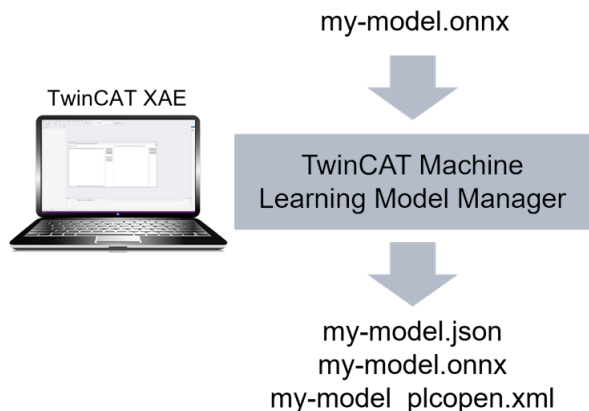 my-model.onnx
TwinCAT XAE
TwinCAT Machine
Learning Model Manager
my-model.json
my-model.onnx
my-model_plcopen.xml